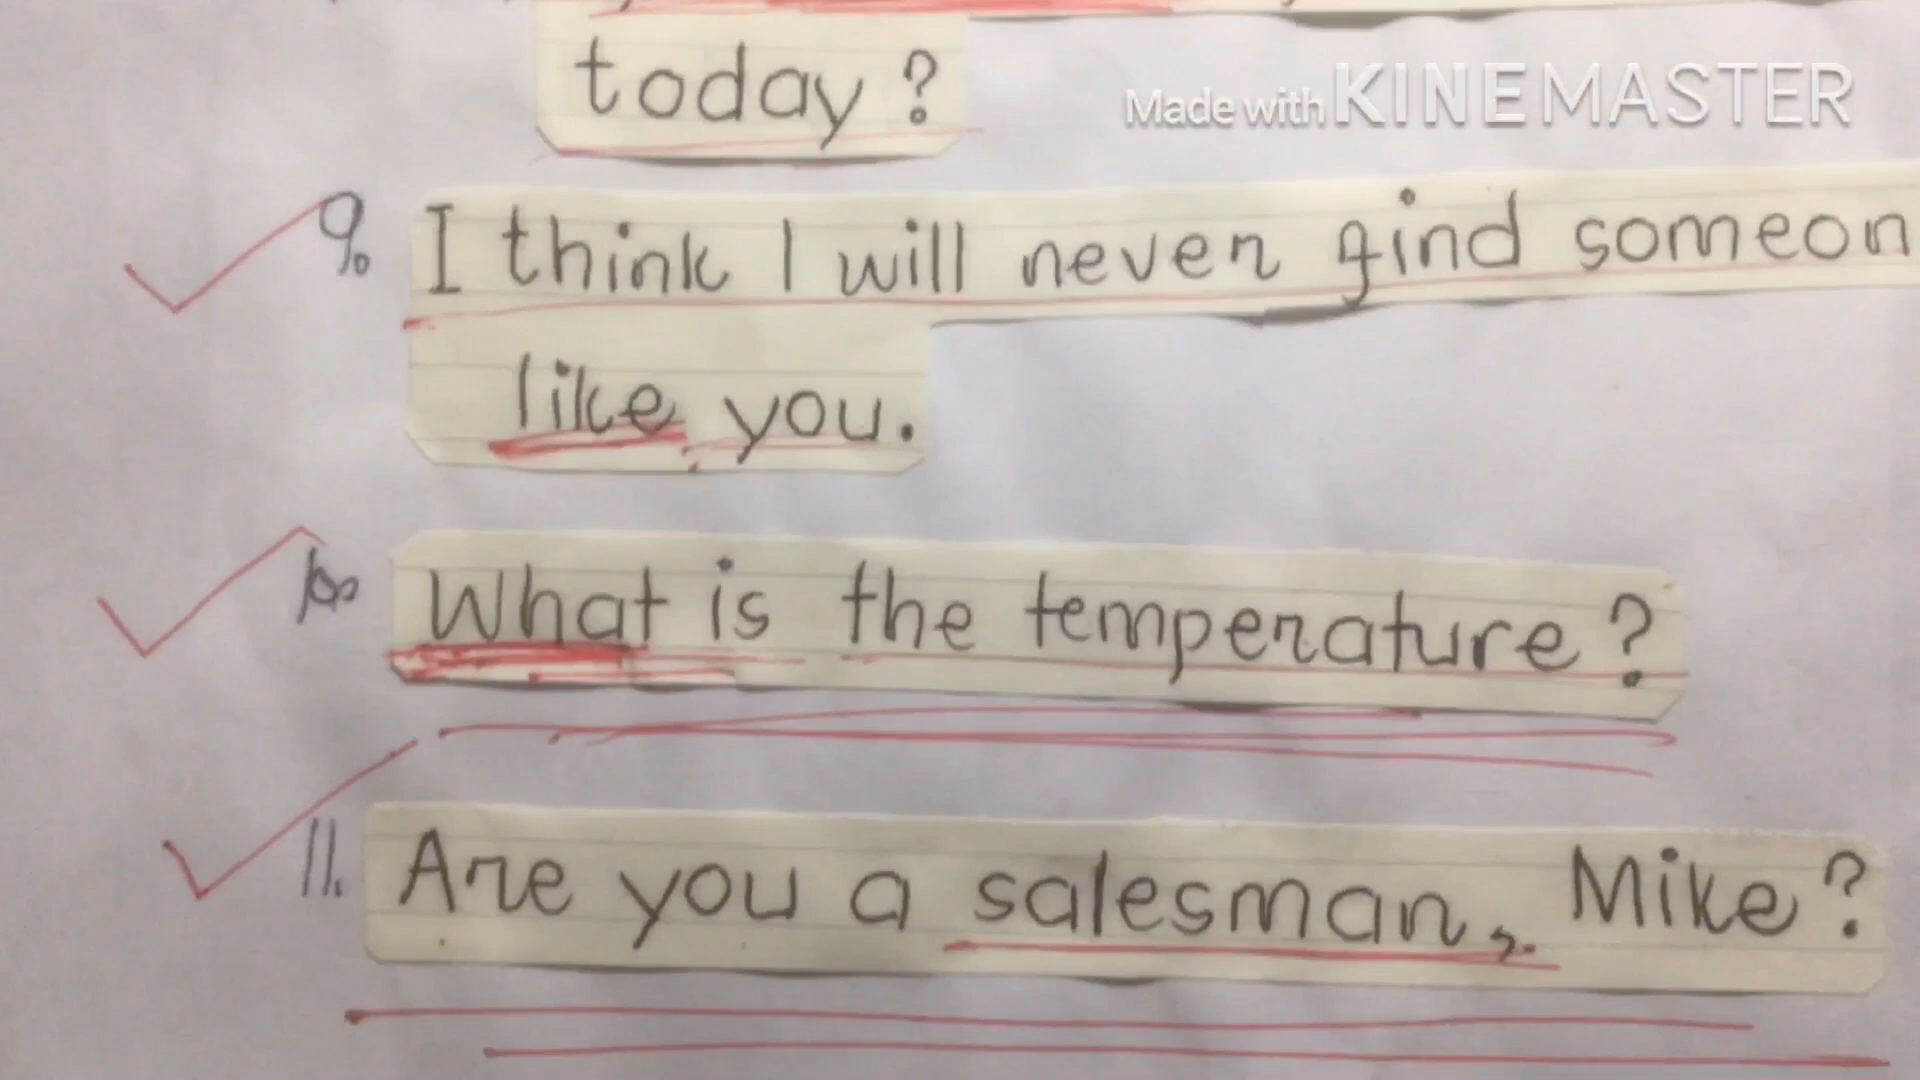 today?
Made with KINEMASTER
9. I think I will never gind someon
like you.
10. What is the temperature?
11. Are you a salesman, Mike?